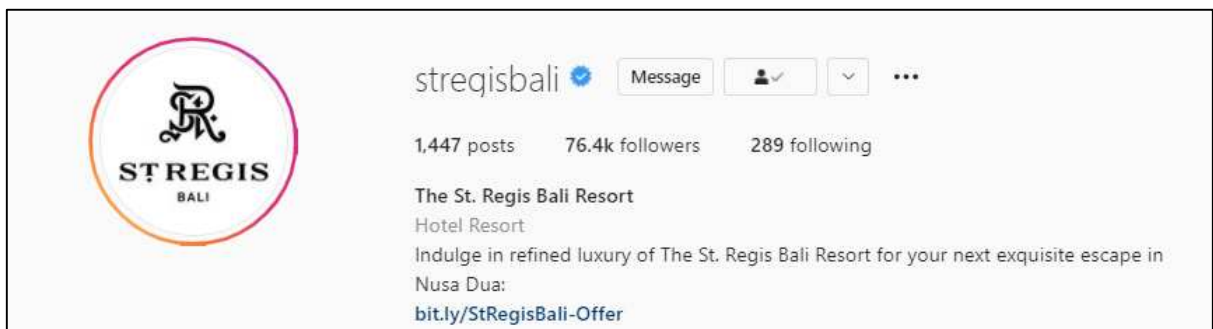 ST REGIS
BALI
stregisbali Message
1,447 posts 76.4k followers 289 following
The St. Regis Bali Resort
Hotel Resort
Indulge in refined luxury of The St. Regis Bali Resort for your next exquisite escape in
Nusa Dua:
bit.ly/StRegisBali-Offer